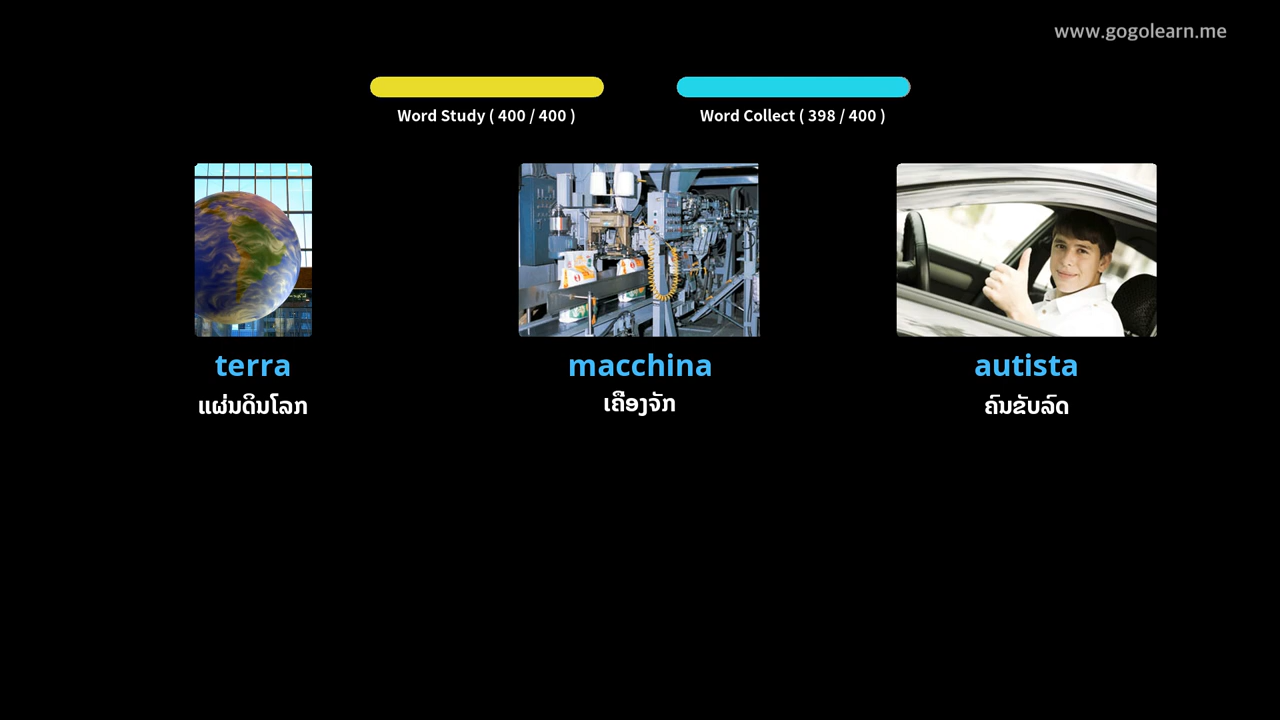 www.gogolearn.me
Word Study ( 400 / 400 )
Word Collect ( 398 / 400 )
terra
macchina
autista
ແຜ່ນດິນໂລກ
ເຄືອງຈັກ
ຄົນຂັບລົດ